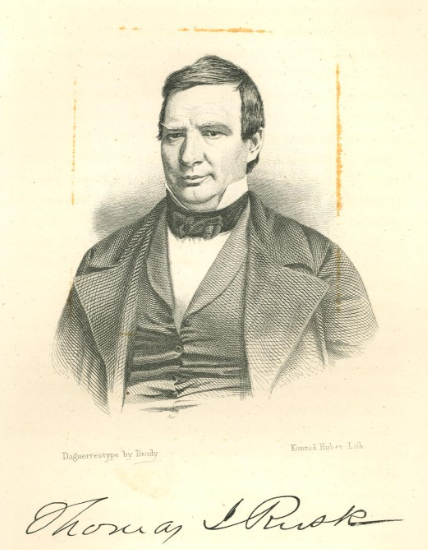 Daguerreotype by Brady
Konrad Huber Lith
Thomas J Rusk